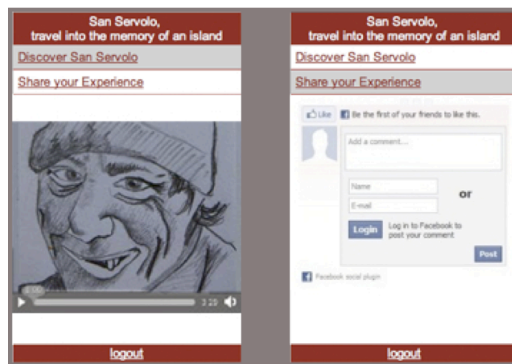 San Servolo,
travel into the memory of an island
Discover San Servolo
Share your Experience
0:00
3:29
logout
San Servolo,
travel into the memory of an island
Discover San Servolo
Share your Experience
Like Be the first of your friends to like this.
Add a comment...
Name
or
E-mail
Login Log in to Facebook to
post your comment
Post
Facebook social plugin
logout